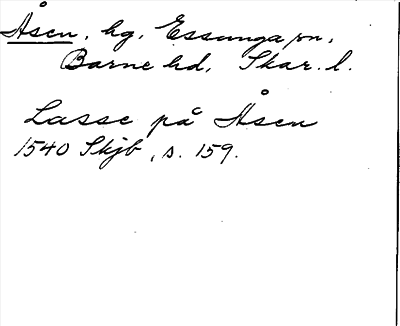 Åsen, hg, Essunga sn,
Barne hd, Skar. l.
Lasse på Åsen
1540 Skjb, s. 159.